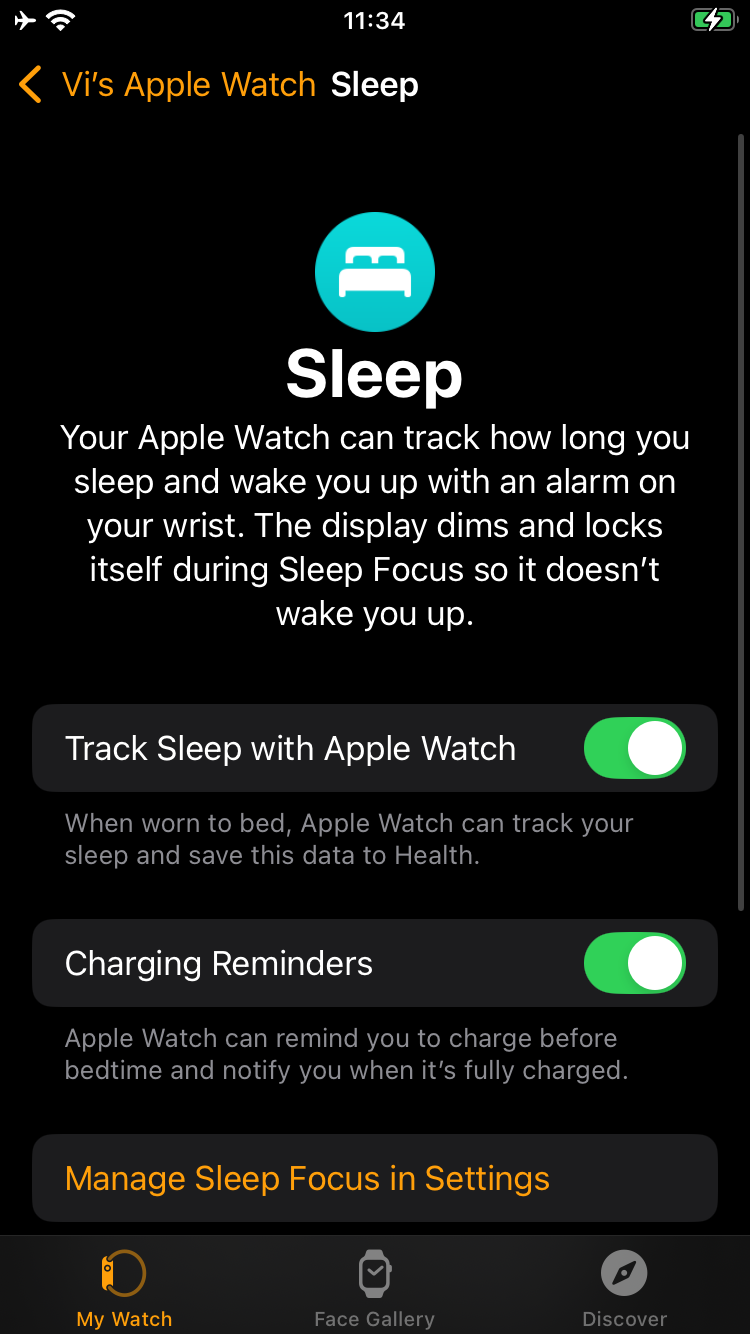 11:34
Vi’s Apple Watch Sleep
Sleep
Your Apple Watch can track how long you
sleep and wake you up with an alarm on
your wrist. The display dims and locks
itself during Sleep Focus so it doesn’t
wake you up.
Track Sleep with Apple Watch
When worn to bed, Apple Watch can track your
sleep and save this data to Health.
Charging Reminders
Apple Watch can remind you to charge before
bedtime and notify you when it’s fully charged.
Manage Sleep Focus in Settings
My Watch Face Gallery Discover